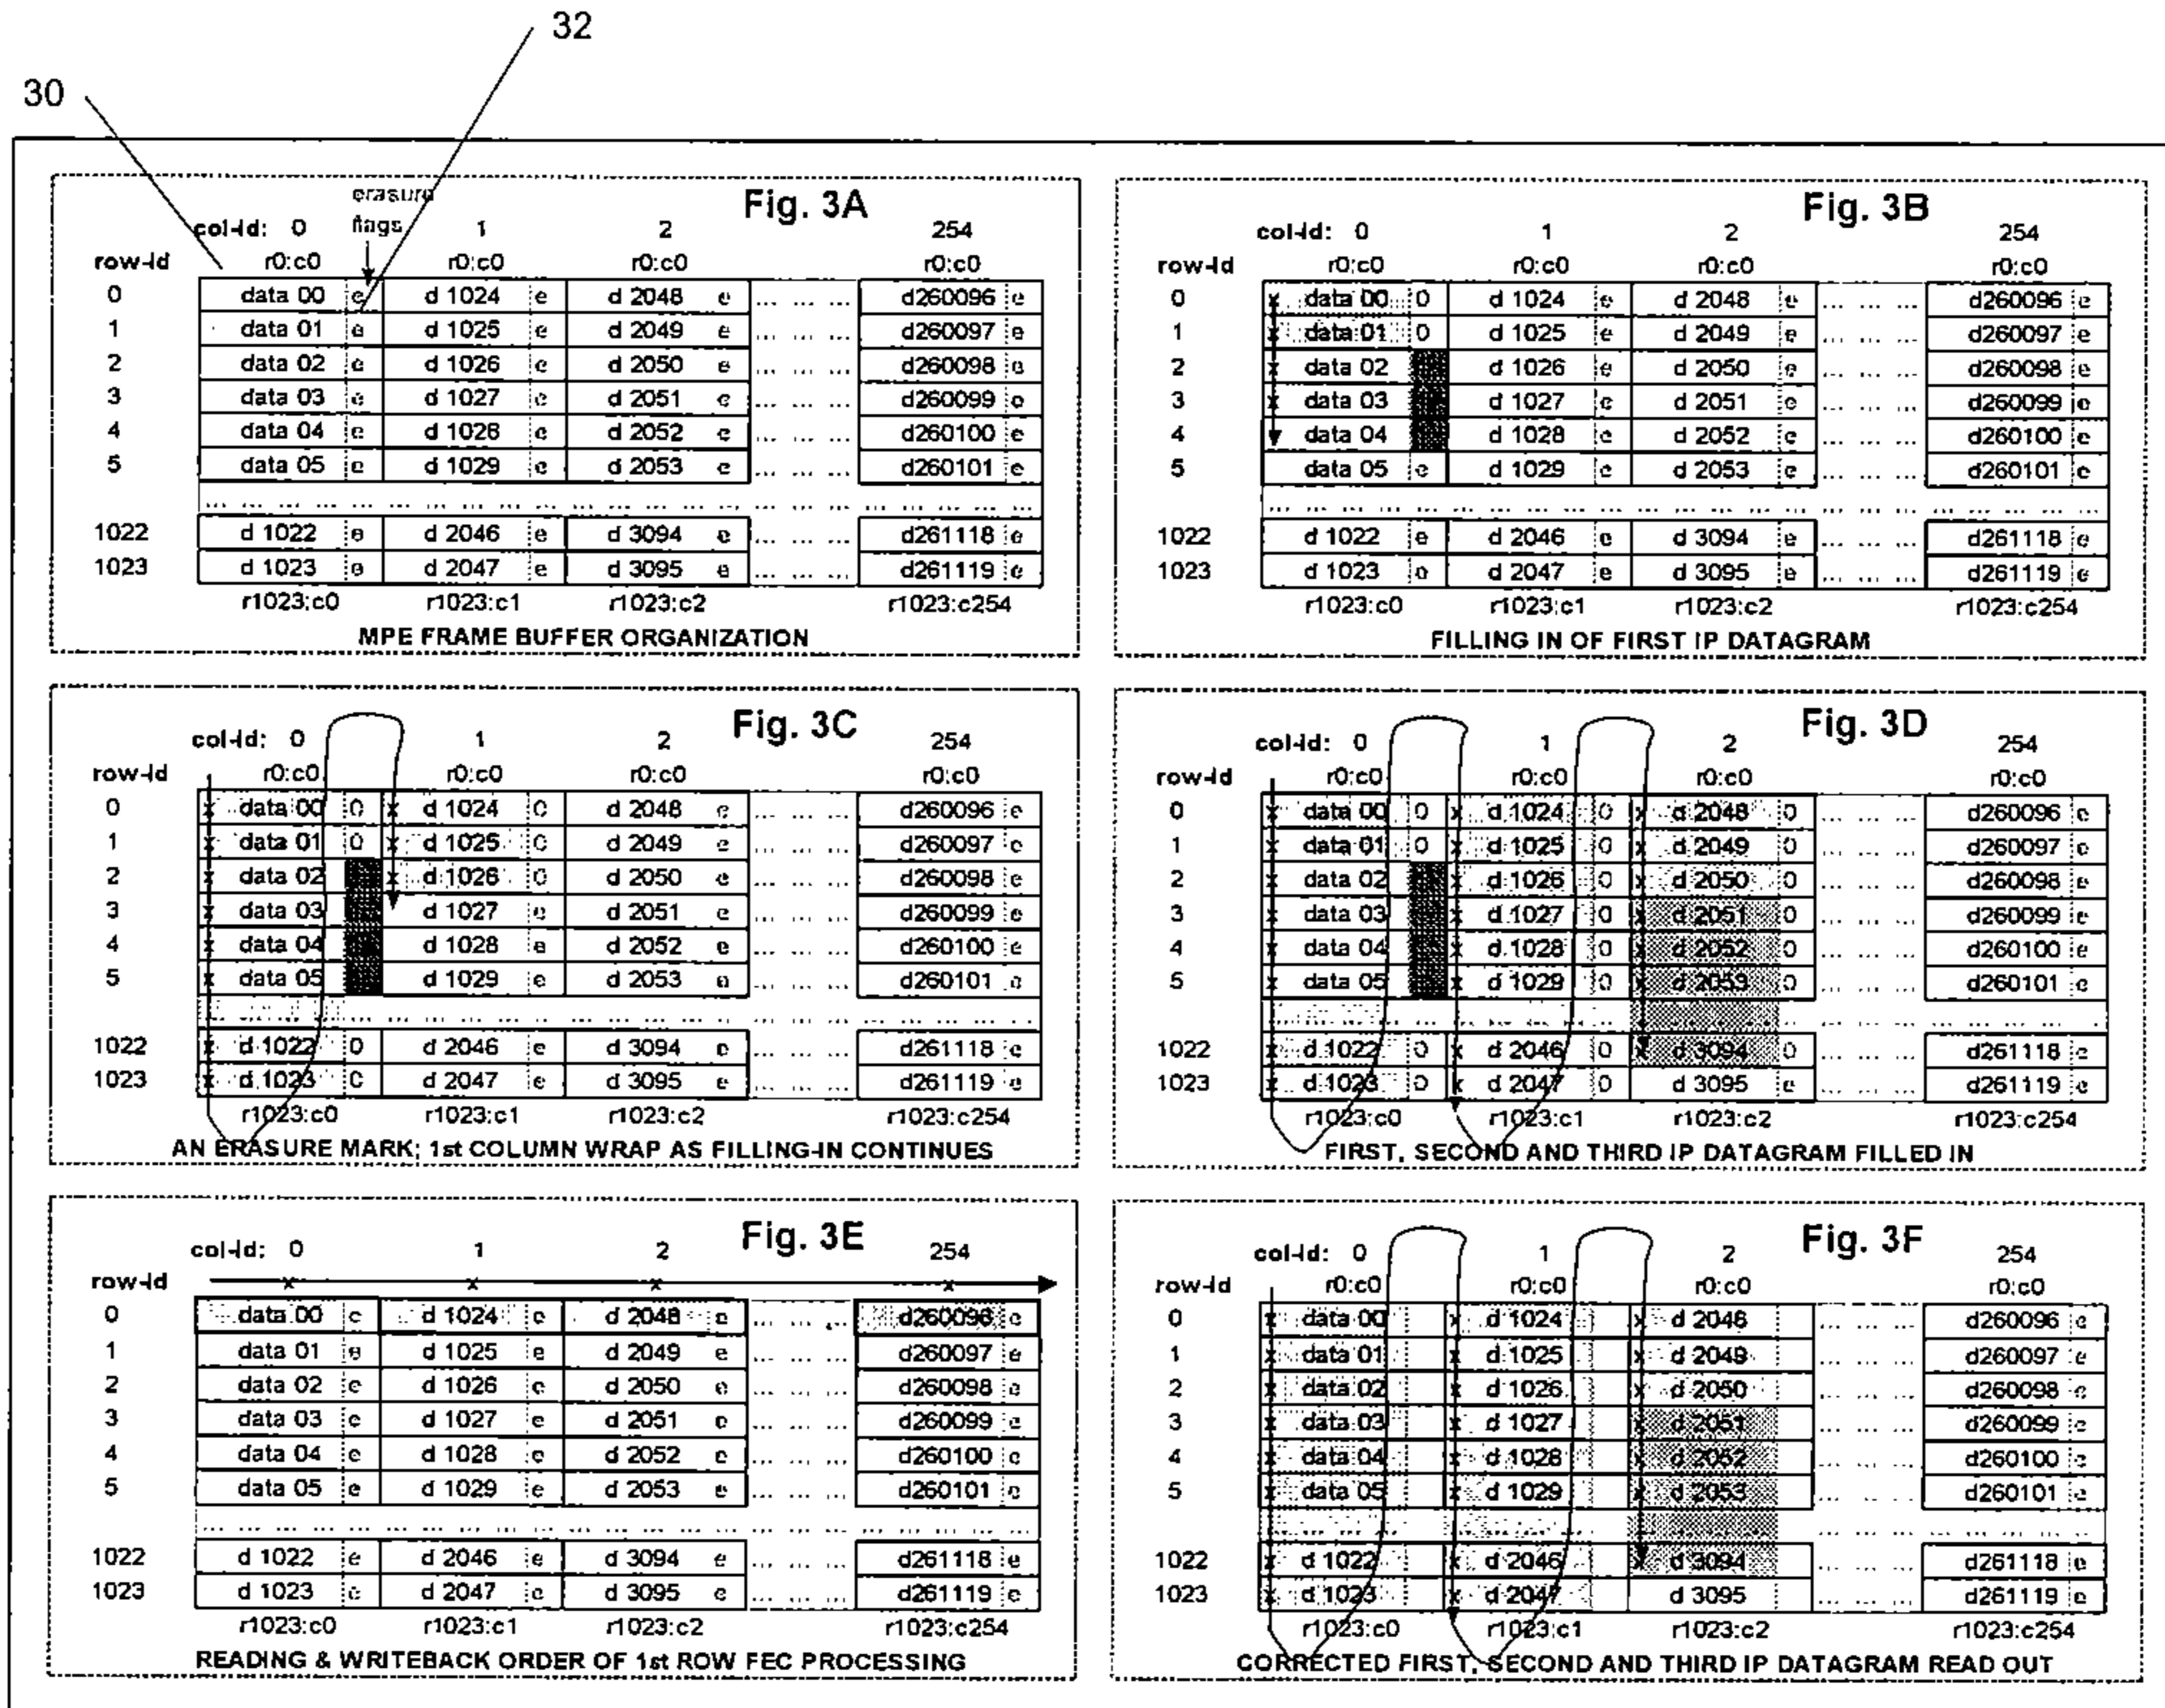 32
30
erasure
Fig. 3A
col-id: 0 flags 1 2 254
row-id r0:c0 r0:c0 r0:c0 r0:c0
0 data 00 e d 1024 e d 2048 e ... ... ... d260096 e
1 data 01 e d 1025 e d 2049 e ... ... ... d260097 e
2 data 02 e d 1026 e d 2050 e ... ... ... d260098 e
3 data 03 e d 1027 e d 2051 e ... ... ... d260099 e
4 data 04 e d 1028 e d 2052 e ... ... ... d260100 e
5 data 05 e d 1029 e d 2053 e ... ... ... d260101 e
1022 d 1022 e d 2046 e d 3094 e ... ... ... d261118 e
1023 d 1023 e d 2047 e d 3095 e ... ... ... d261119 e
r1023:c0 r1023:c1 r1023:c2 r1023:c254
MPE FRAME BUFFER ORGANIZATION
Fig. 3B
col-id: 0 1 2 254
row-id r0:c0 r0:c0 r0:c0 r0:c0
0 data 00 0 d 1024 e d 2048 e ... ... ... d260096 e
1 data 01 0 d 1025 e d 2049 e ... ... ... d260097 e
2 data 02 d 1026 e d 2050 e ... ... ... d260098 e
3 data 03 d 1027 e d 2051 e ... ... ... d260099 e
4 data 04 d 1028 e d 2052 e ... ... ... d260100 e
5 data 05 e d 1029 e d 2053 e ... ... ... d260101 e
1022 d 1022 e d 2046 e d 3094 e ... ... ... d261118 e
1023 d 1023 e d 2047 e d 3095 e ... ... ... d261119 e
r1023:c0 r1023:c1 r1023:c2 r1023:c254
FILLING IN OF FIRST IP DATAGRAM
Fig. 3C
col-id: 0 1 2 254
row-id r0:c0 r0:c0 r0:c0 r0:c0
0 x data 00 0 x d 1024 0 d 2048 e ... ... ... d260096 e
1 x data 01 0 x d 1025 0 d 2049 e ... ... ... d260097 e
2 x data 02 x d 1026 0 d 2050 e ... ... ... d260098 e
3 x data 03 d 1027 e d 2051 e ... ... ... d260099 e
4 x data 04 d 1028 e d 2052 e ... ... ... d260100 e
5 x data 05 d 1029 e d 2053 e ... ... ... d260101 e
1022 x d 1022 0 d 2046 e d 3094 e ... ... ... d261118 e
1023 x d 1023 0 d 2047 e d 3095 e ... ... ... d261119 e
r1023:c0 r1023:c1 r1023:c2 r1023:c254
AN ERASURE MARK; 1st COLUMN WRAP AS FILLING-IN CONTINUES
Fig. 3D
col-id: 0 1 2 254
row-id r0:c0 r0:c0 r0:c0 r0:c0
0 x data 00 0 x d 1024 0 x d 2048 0 ... ... ... d260096 e
1 x data 01 0 x d 1025 0 x d 2049 0 ... ... ... d260097 e
2 x data 02 x d 1026 0 x d 2050 0 ... ... ... d260098 e
3 x data 03 x d 1027 0 x d 2051 0 ... ... ... d260099 e
4 x data 04 x d 1028 0 x d 2052 0 ... ... ... d260100 e
5 x data 05 x d 1029 0 x d 2053 0 ... ... ... d260101 e
1022 x d 1022 0 x d 2046 0 x d 3094 0 ... ... ... d261118 e
1023 x d 1023 0 x d 2047 0 d 3095 e ... ... ... d261119 e
r1023:c0 r1023:c1 r1023:c2 r1023:c254
FIRST, SECOND AND THIRD IP DATAGRAM FILLED IN
Fig. 3E
col-id: 0 1 2 254
row-id x x x x
0 data 00 e d 1024 e d 2048 e ... ... d260096 e
1 data 01 e d 1025 e d 2049 e ... ... ... d260097 e
2 data 02 e d 1026 e d 2050 e ... ... ... d260098 e
3 data 03 e d 1027 e d 2051 e ... ... ... d260099 e
4 data 04 e d 1028 e d 2052 e ... ... ... d260100 e
5 data 05 e d 1029 e d 2053 e ... ... ... d260101 e
1022 d 1022 e d 2046 e d 3094 e ... ... ... d261118 e
1023 d 1023 e d 2047 e d 3095 e ... ... ... d261119 e
r1023:c0 r1023:c1 r1023:c2 r1023:c254
READING & WRITEBACK ORDER OF 1st ROW FEC PROCESSING
Fig. 3F
col-id: 0 1 2 254
row-id r0:c0 r0:c0 r0:c0 r0:c0
0 x data 00 x d 1024 x d 2048 ... ... ... d260096 e
1 x data 01 x d 1025 x d 2049 ... ... ... d260097 e
2 x data 02 x d 1026 x d 2050 ... ... ... d260098 e
3 x data 03 x d 1027 x d 2051 ... ... ... d260099 e
4 x data 04 x d 1028 x d 2052 ... ... ... d260100 e
5 x data 05 x d 1029 x d 2053 ... ... ... d260101 e
1022 x d 1022 x d 2046 x d 3094 ... ... ... d261118 e
1023 x d 1023 x d 2047 d 3095 ... ... ... d261119 e
r1023:c0 r1023:c1 r1023:c2 r1023:c254
CORRECTED FIRST, SECOND AND THIRD IP DATAGRAM READ OUT